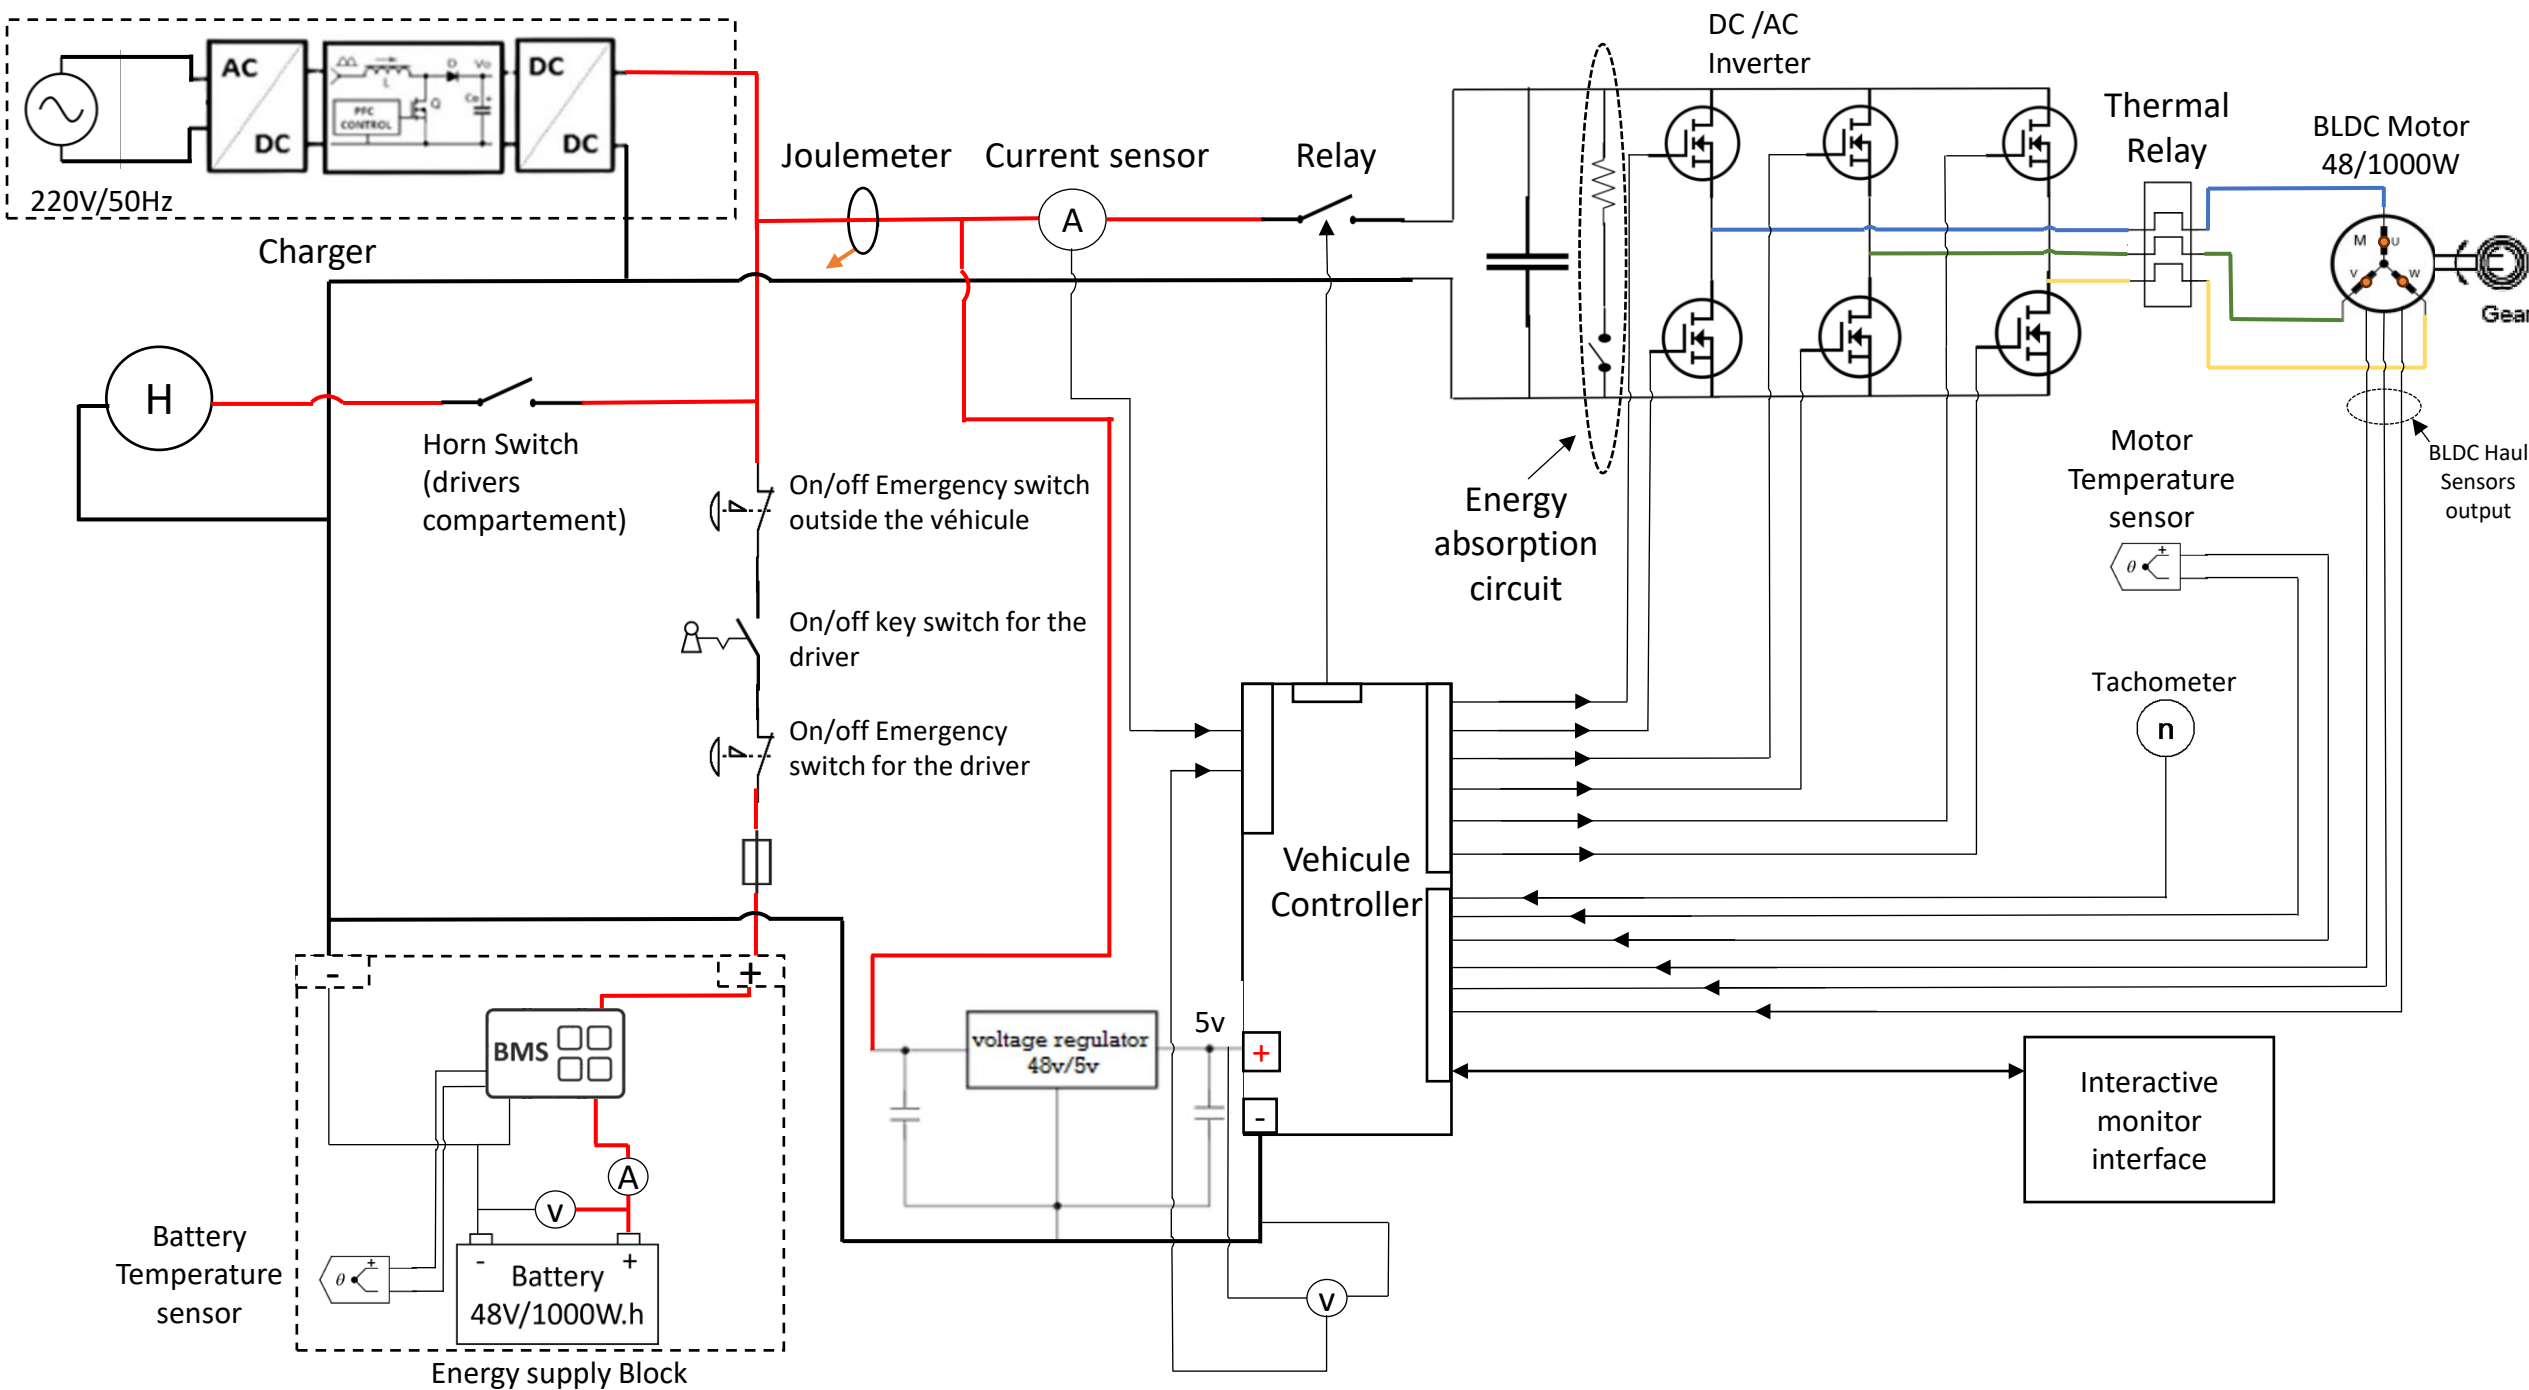 AC
DC
L
D
Vo
Q
Co
+
PFC
CONTROL
DC
DC
220V/50Hz
Charger
Joulemeter
Current sensor
A
Relay
DC /AC
Inverter
Thermal
Relay
BLDC Motor
48/1000W
M
U
V
W
Gear
H
Horn Switch
(drivers
compartement)
On/off Emergency switch
outside the véhicule
On/off key switch for the
driver
On/off Emergency
switch for the driver
Energy
absorption
circuit
Motor
Temperature
sensor
θ
+
BLDC Haul
Sensors
output
Tachometer
n
Vehicule
Controller
-
+
BMS
A
v
-
+
Battery
48V/1000W.h
Battery
Temperature
sensor
θ
+
Energy supply Block
voltage regulator
48v/5v
5v
+
-
v
Interactive
monitor
interface